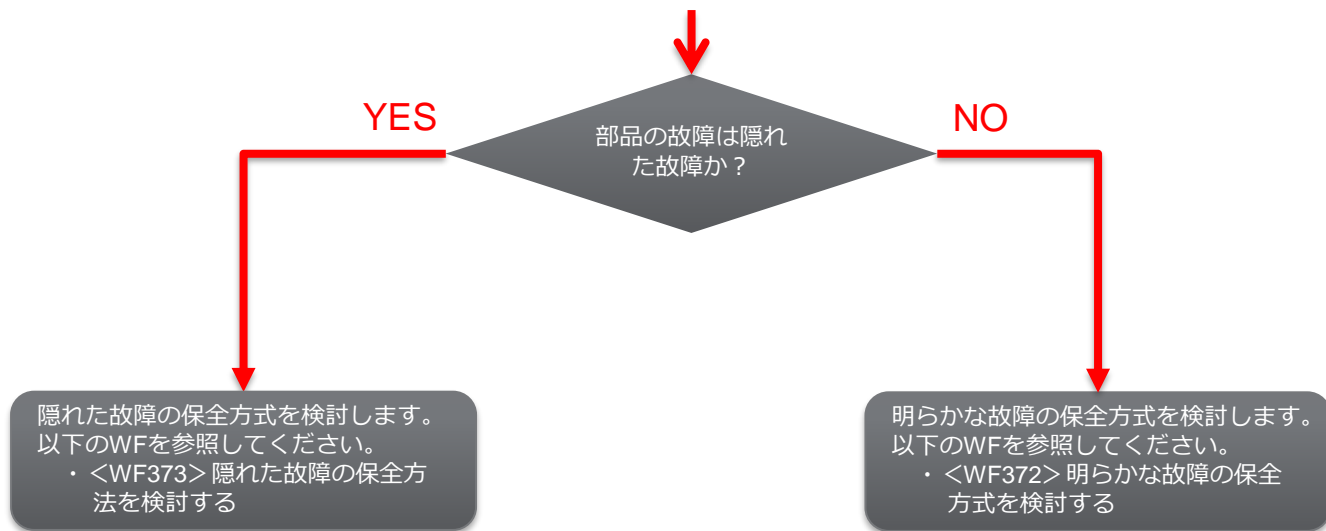 YES
部品の故障は隠れ
た故障か？
NO
隠れた故障の保全方式を検討します。
以下のWFを参照してください。
・＜WF373＞隠れた故障の保全方
法を検討する
明らかな故障の保全方式を検討します。
以下のWFを参照してください。
・＜WF372＞明らかな故障の保全
方式を検討する